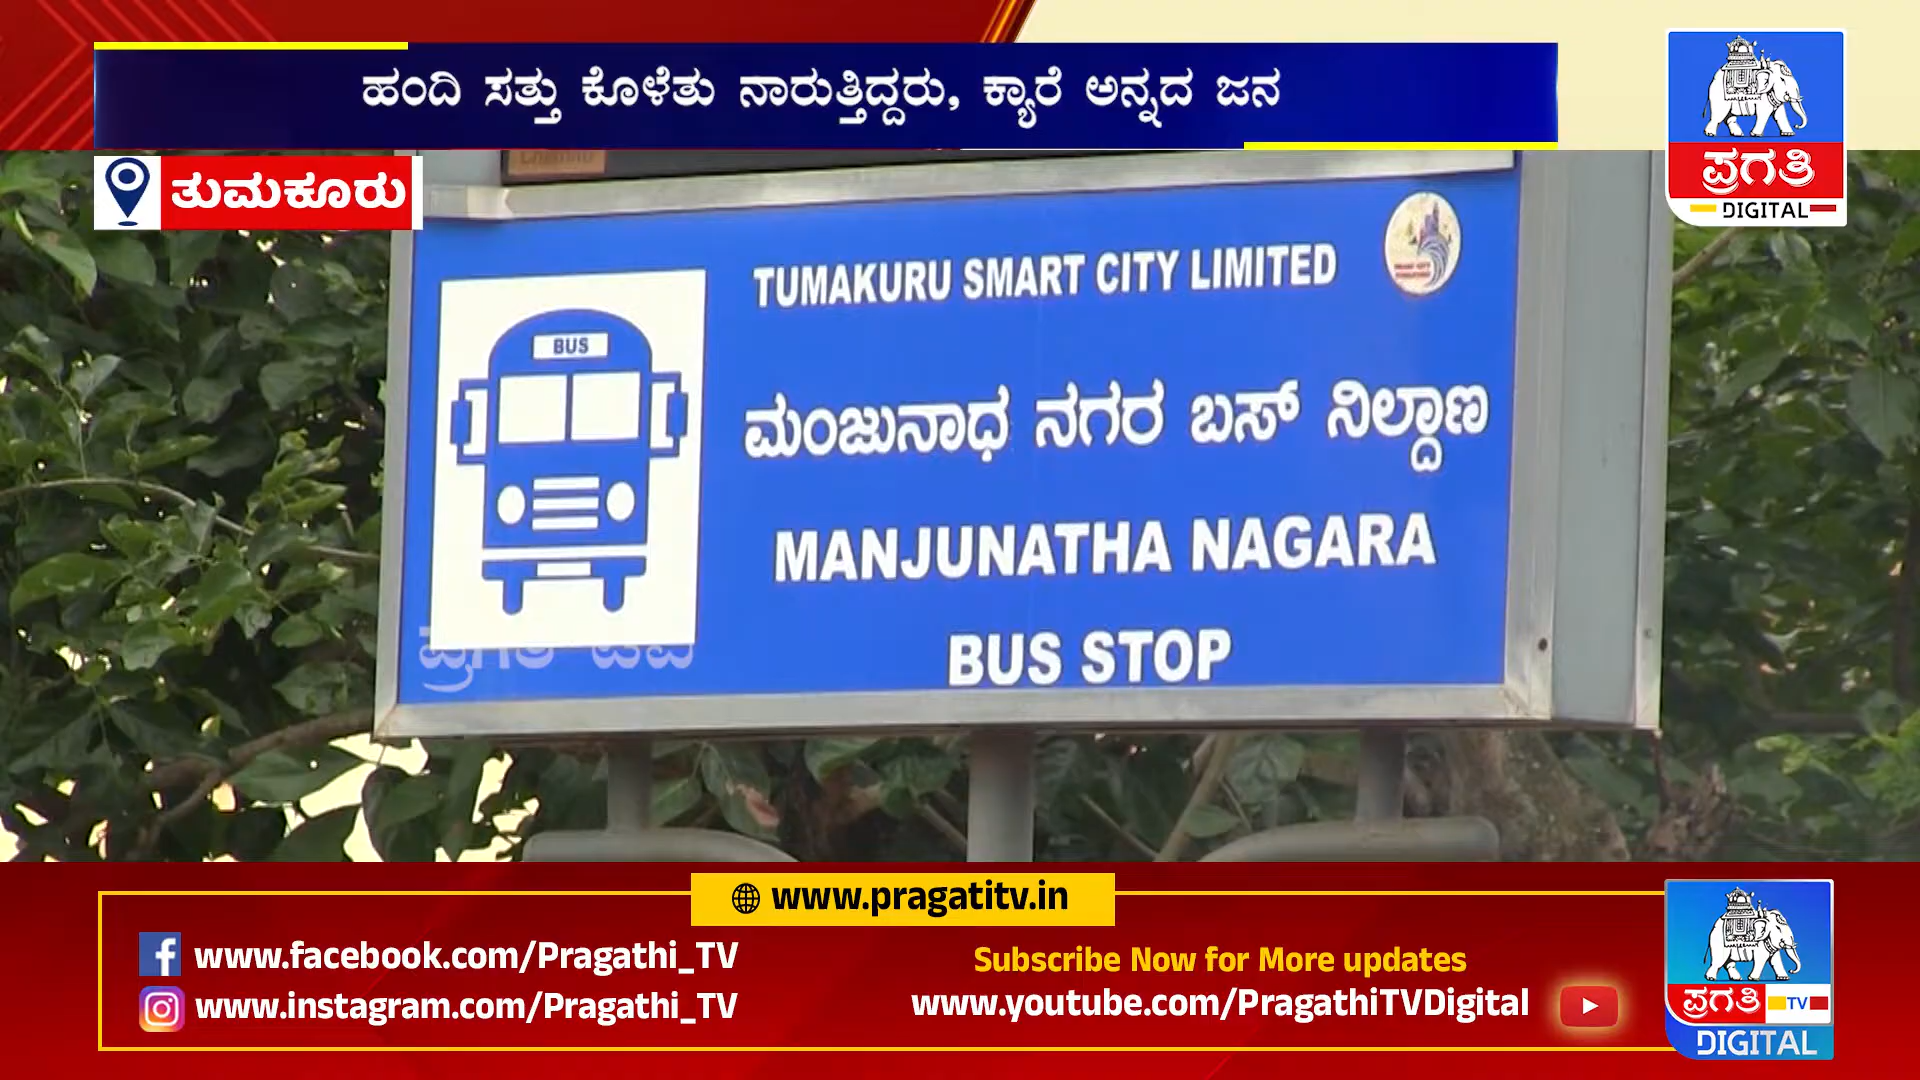 ಹಂದಿ ಸತ್ತು ಕೊಳೆತು ನಾರುತ್ತಿದ್ದರು, ಕ್ಯಾರೆ ಅನ್ನದ ಜನ
ಪ್ರಗತಿ
DIGITAL
ತುಮಕೂರು
TUMAKURU SMART CITY LIMITED
BUS
ಮಂಜುನಾಥ ನಗರ ಬಸ್ ನಿಲ್ದಾಣ
MANJUNATHA NAGARA
BUS STOP
ಪ್ರಗತಿ ಟಿವಿ
www.pragatitv.in
www.facebook.com/Pragathi_TV
www.instagram.com/Pragathi_TV
Subscribe Now for More updates
www.youtube.com/PragathiTVDigital
ಪ್ರಗತಿ TV
DIGITAL